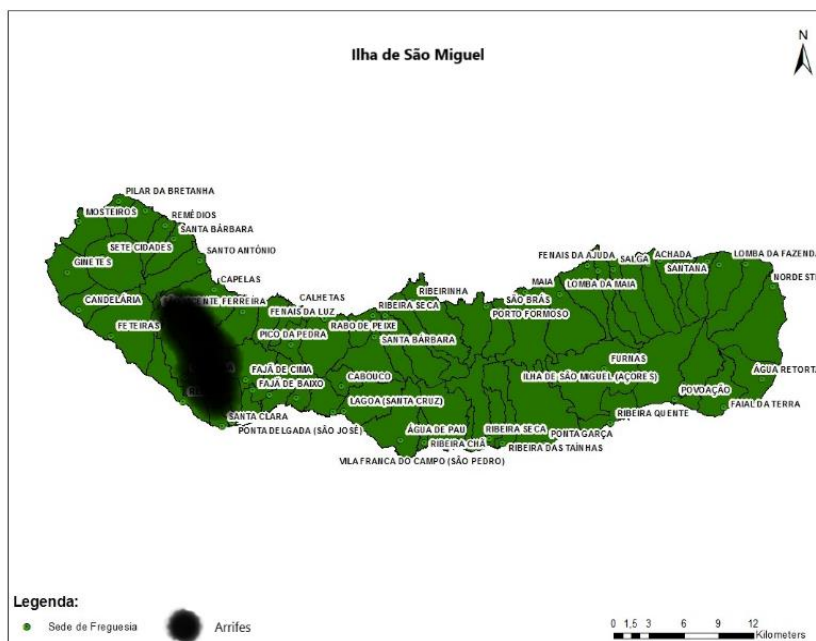 Ilha de São Miguel
N
PILAR DA BRETANHA
MOSTEIROS
REMÉDIOS
SANTA BÁRBARA
SETE CIDADES
SANTO ANTÓNIO
GINETES
CAPELAS
CANDELÁRIA
FERREIRA
FETEIRAS
CALHETAS
FENAIS DA LUZ
RIBEIRINHA
RIBEIRA SECA
RABO DE PEIXE
PICO DA PEDRA
SANTA BÁRBARA
FENAIS DA AJUDA
SALGA
ACHADA
LOMBA DA FAZENDA
SANTANA
MAIA
LOMBA DA MAIA
NORDESTE
SÃO BRÁS
PORTO FORMOSO
FAJÃ DE CIMA
FAJÃ DE BAIXO
CABOUCO
FURNAS
ILHA DE SÃO MIGUEL (AÇORES)
ÁGUA RETORTA
POVOAÇÃO
LAGOA (SANTA CRUZ)
SANTA CLARA
PONTA DELGADA (SÃO JOSÉ)
RIBEIRA QUENTE
FAIAL DA TERRA
ÁGUA DE PAU
RIBEIRA SECA
PONTA GARÇA
RIBEIRA CHÃ
RIBEIRA DAS TAÍNHAS
VILA FRANCA DO CAMPO (SÃO PEDRO)
Legenda:
Sede de Freguesia
Arrifes
0 1,5 3 6 9 12
Kilometers